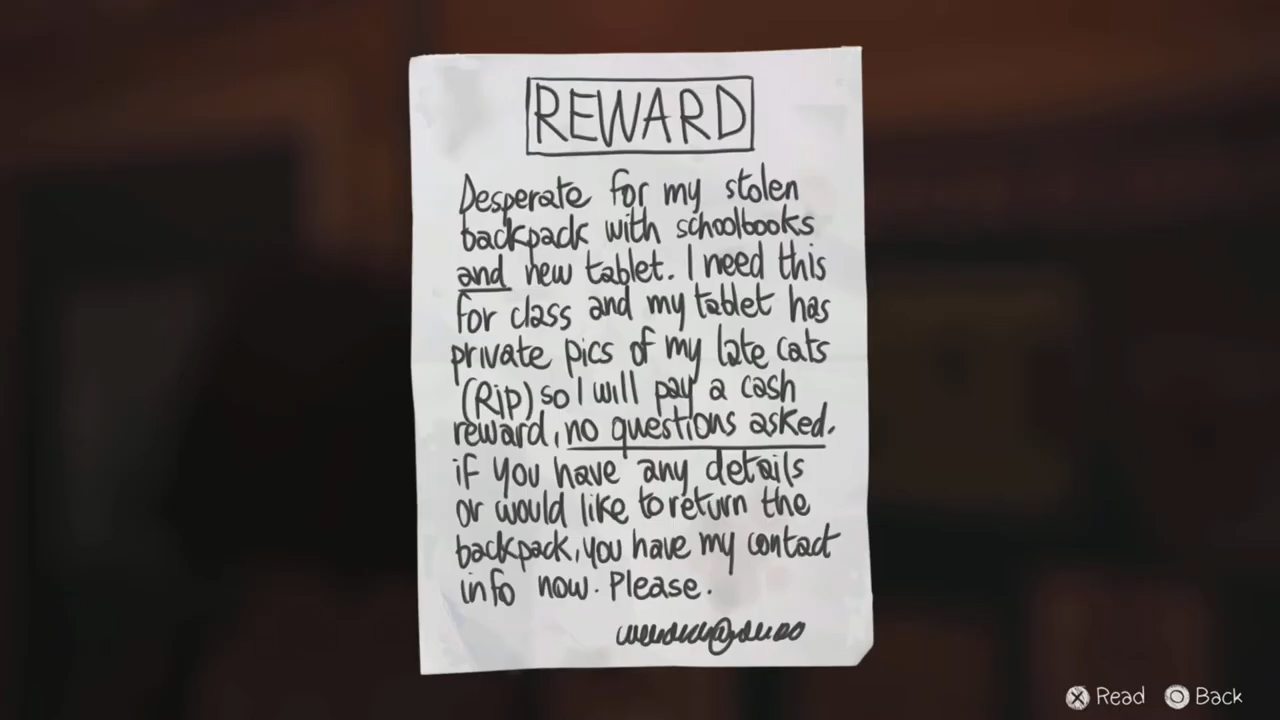 REWARD
Desperate for my stolen
backpack with schoolbooks
and new tablet. I need this
for class and my tablet has
private pics of my late cats
(Rip) so I will pay a cash
reward, no questions asked.
if you have any details
or would like to return the
backpack, you have my contact
info now. Please.
Read Back